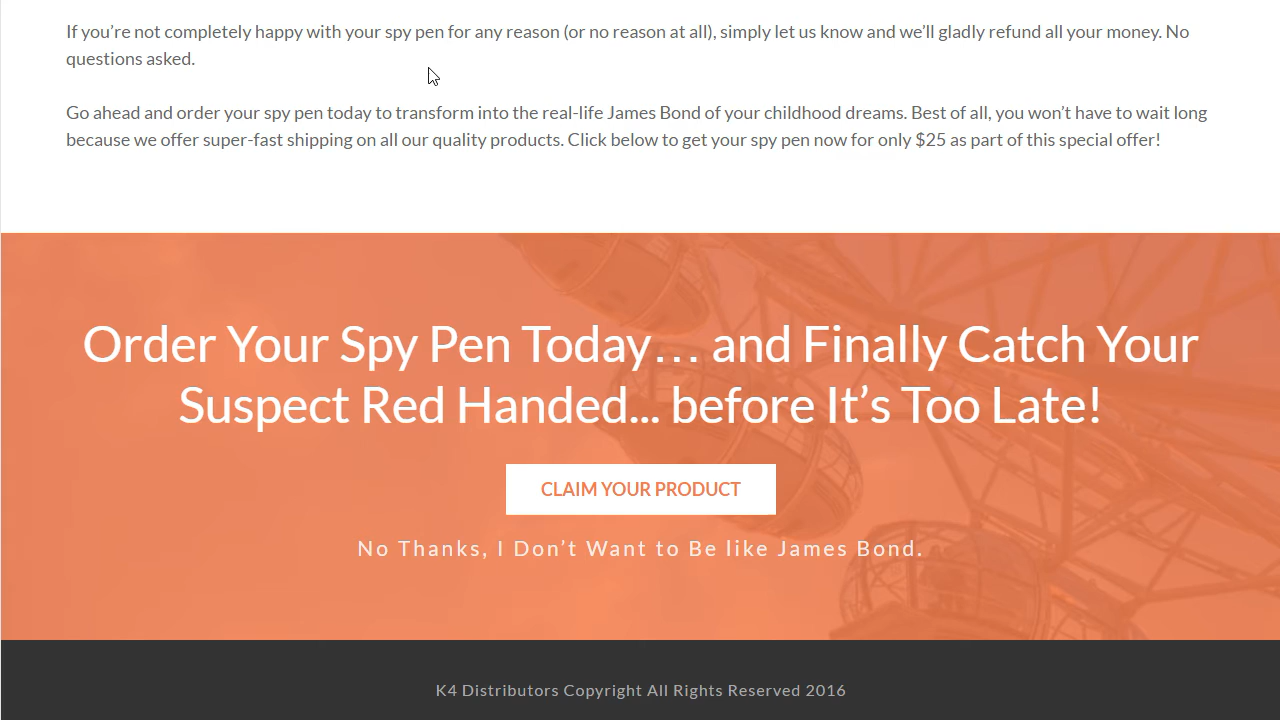 If you’re not completely happy with your spy pen for any reason (or no reason at all), simply let us know and we’ll gladly refund all your money. No
questions asked.
Go ahead and order your spy pen today to transform into the real-life James Bond of your childhood dreams. Best of all, you won’t have to wait long
because we offer super-fast shipping on all our quality products. Click below to get your spy pen now for only $25 as part of this special offer!
Order Your Spy Pen Today… and Finally Catch Your
Suspect Red Handed... before It’s Too Late!
CLAIM YOUR PRODUCT
No Thanks, I Don’t Want to Be like James Bond.
K4 Distributors Copyright All Rights Reserved 2016